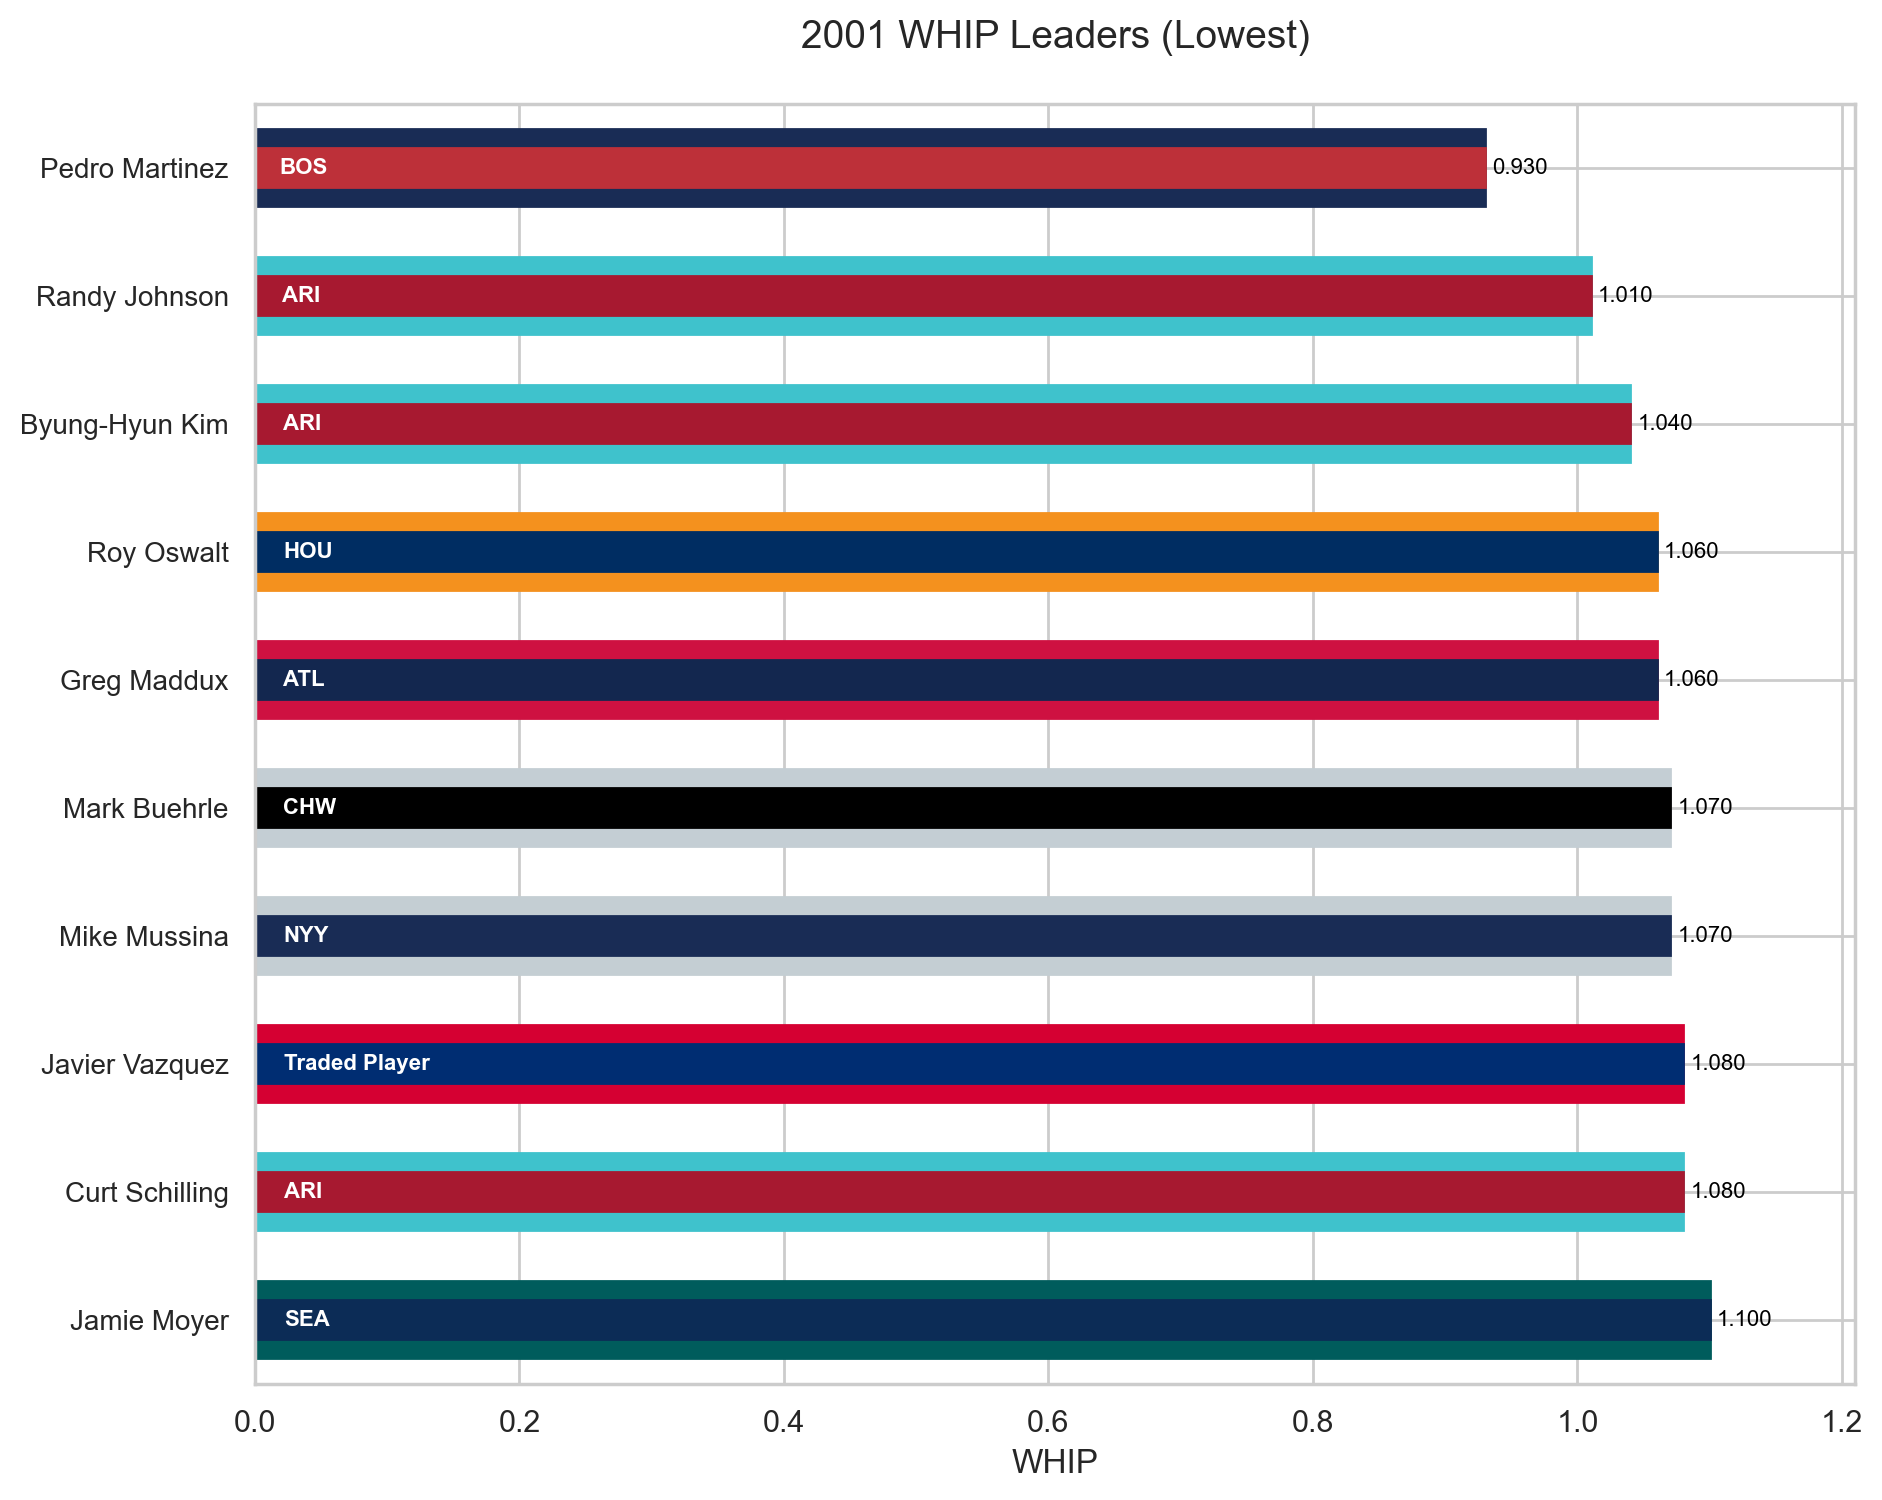 2001 WHIP Leaders (Lowest)
Pedro Martinez BOS 0.930
Randy Johnson ARI 1.010
Byung-Hyun Kim ARI 1.040
Roy Oswalt HOU 1.060
Greg Maddux ATL 1.060
Mark Buehrle CHW 1.070
Mike Mussina NYY 1.070
Javier Vazquez Traded Player 1.080
Curt Schilling ARI 1.080
Jamie Moyer SEA 1.100
0.0 0.2 0.4 0.6 0.8 1.0 1.2
WHIP